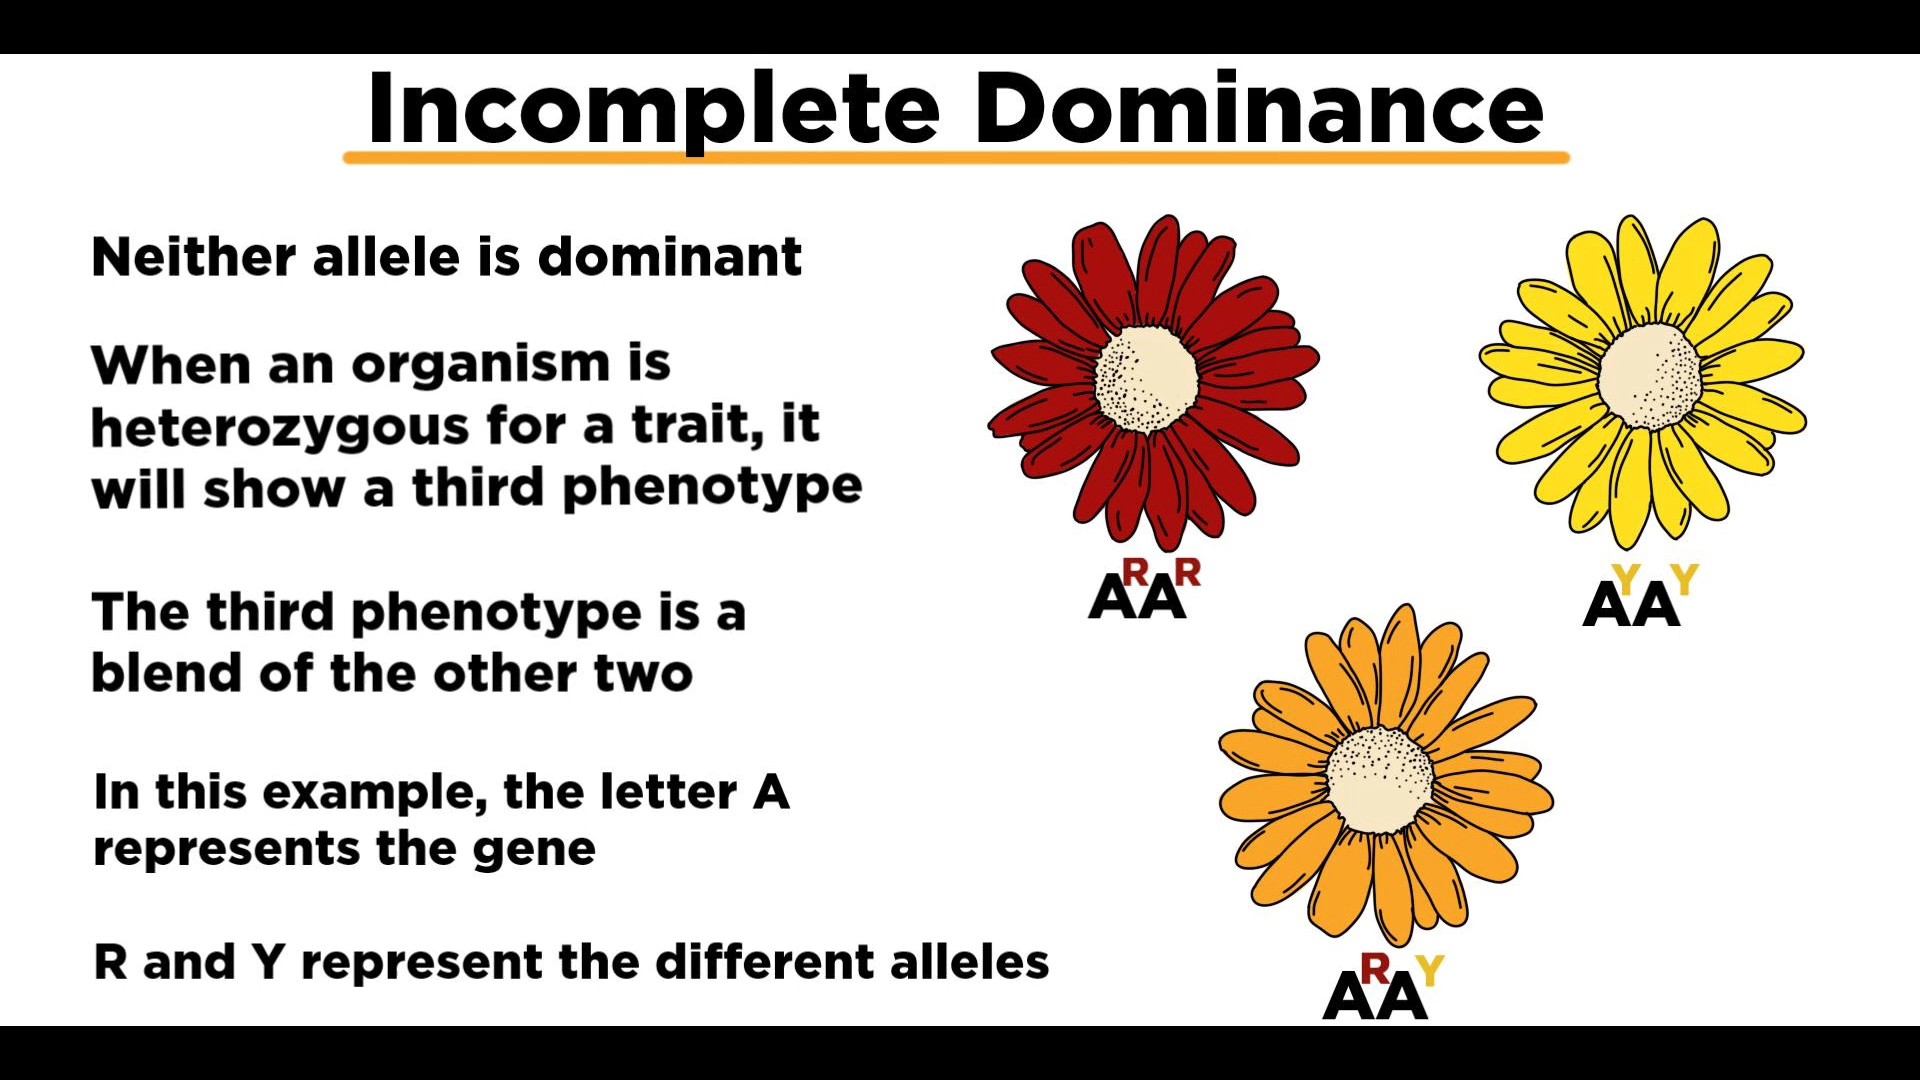 Incomplete Dominance
Neither allele is dominant
When an organism is
heterozygous for a trait, it
will show a third phenotype
The third phenotype is a
blend of the other two
In this example, the letter A
represents the gene
R and Y represent the different alleles
AᴿAᴿ
AʸAʸ
AᴿAʸ